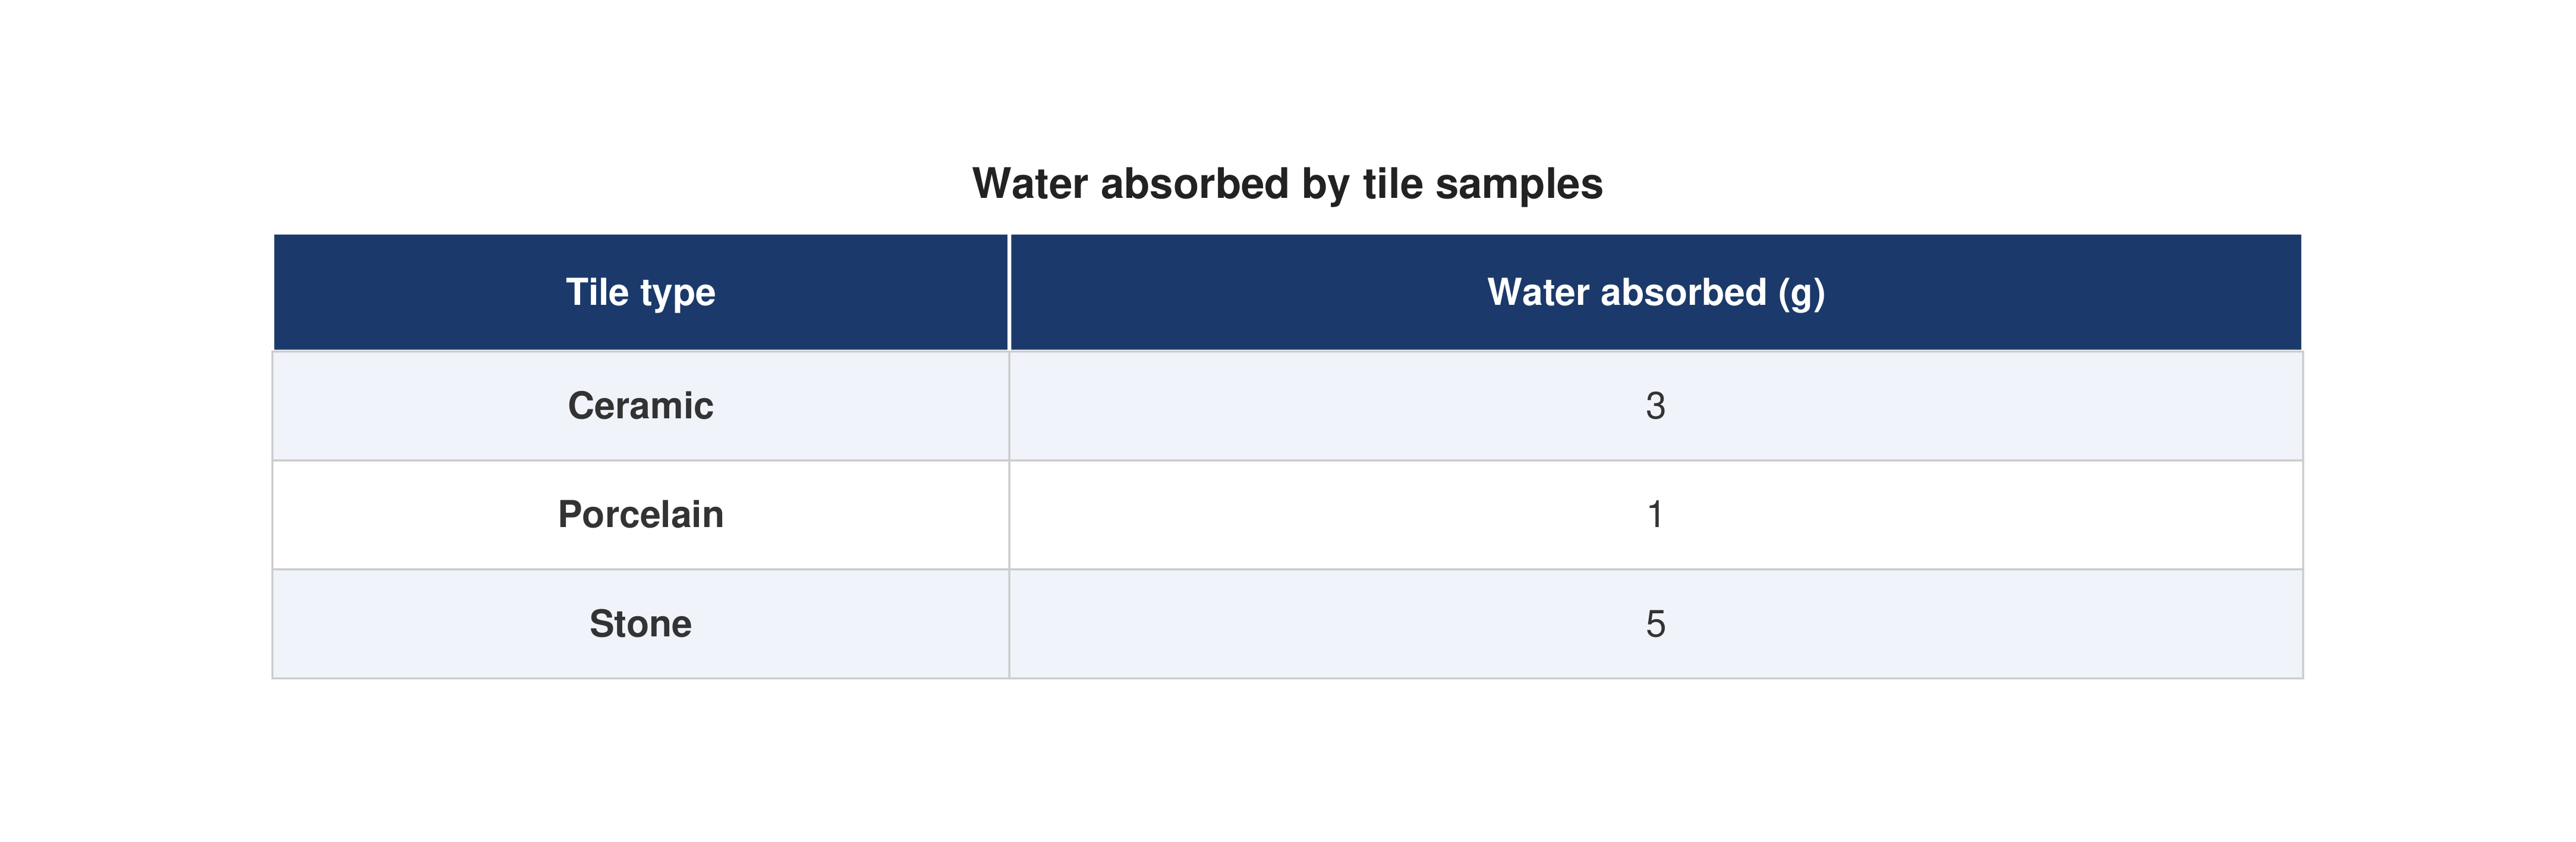 Water absorbed by tile samples
Tile type Water absorbed (g)
Ceramic 3
Porcelain 1
Stone 5